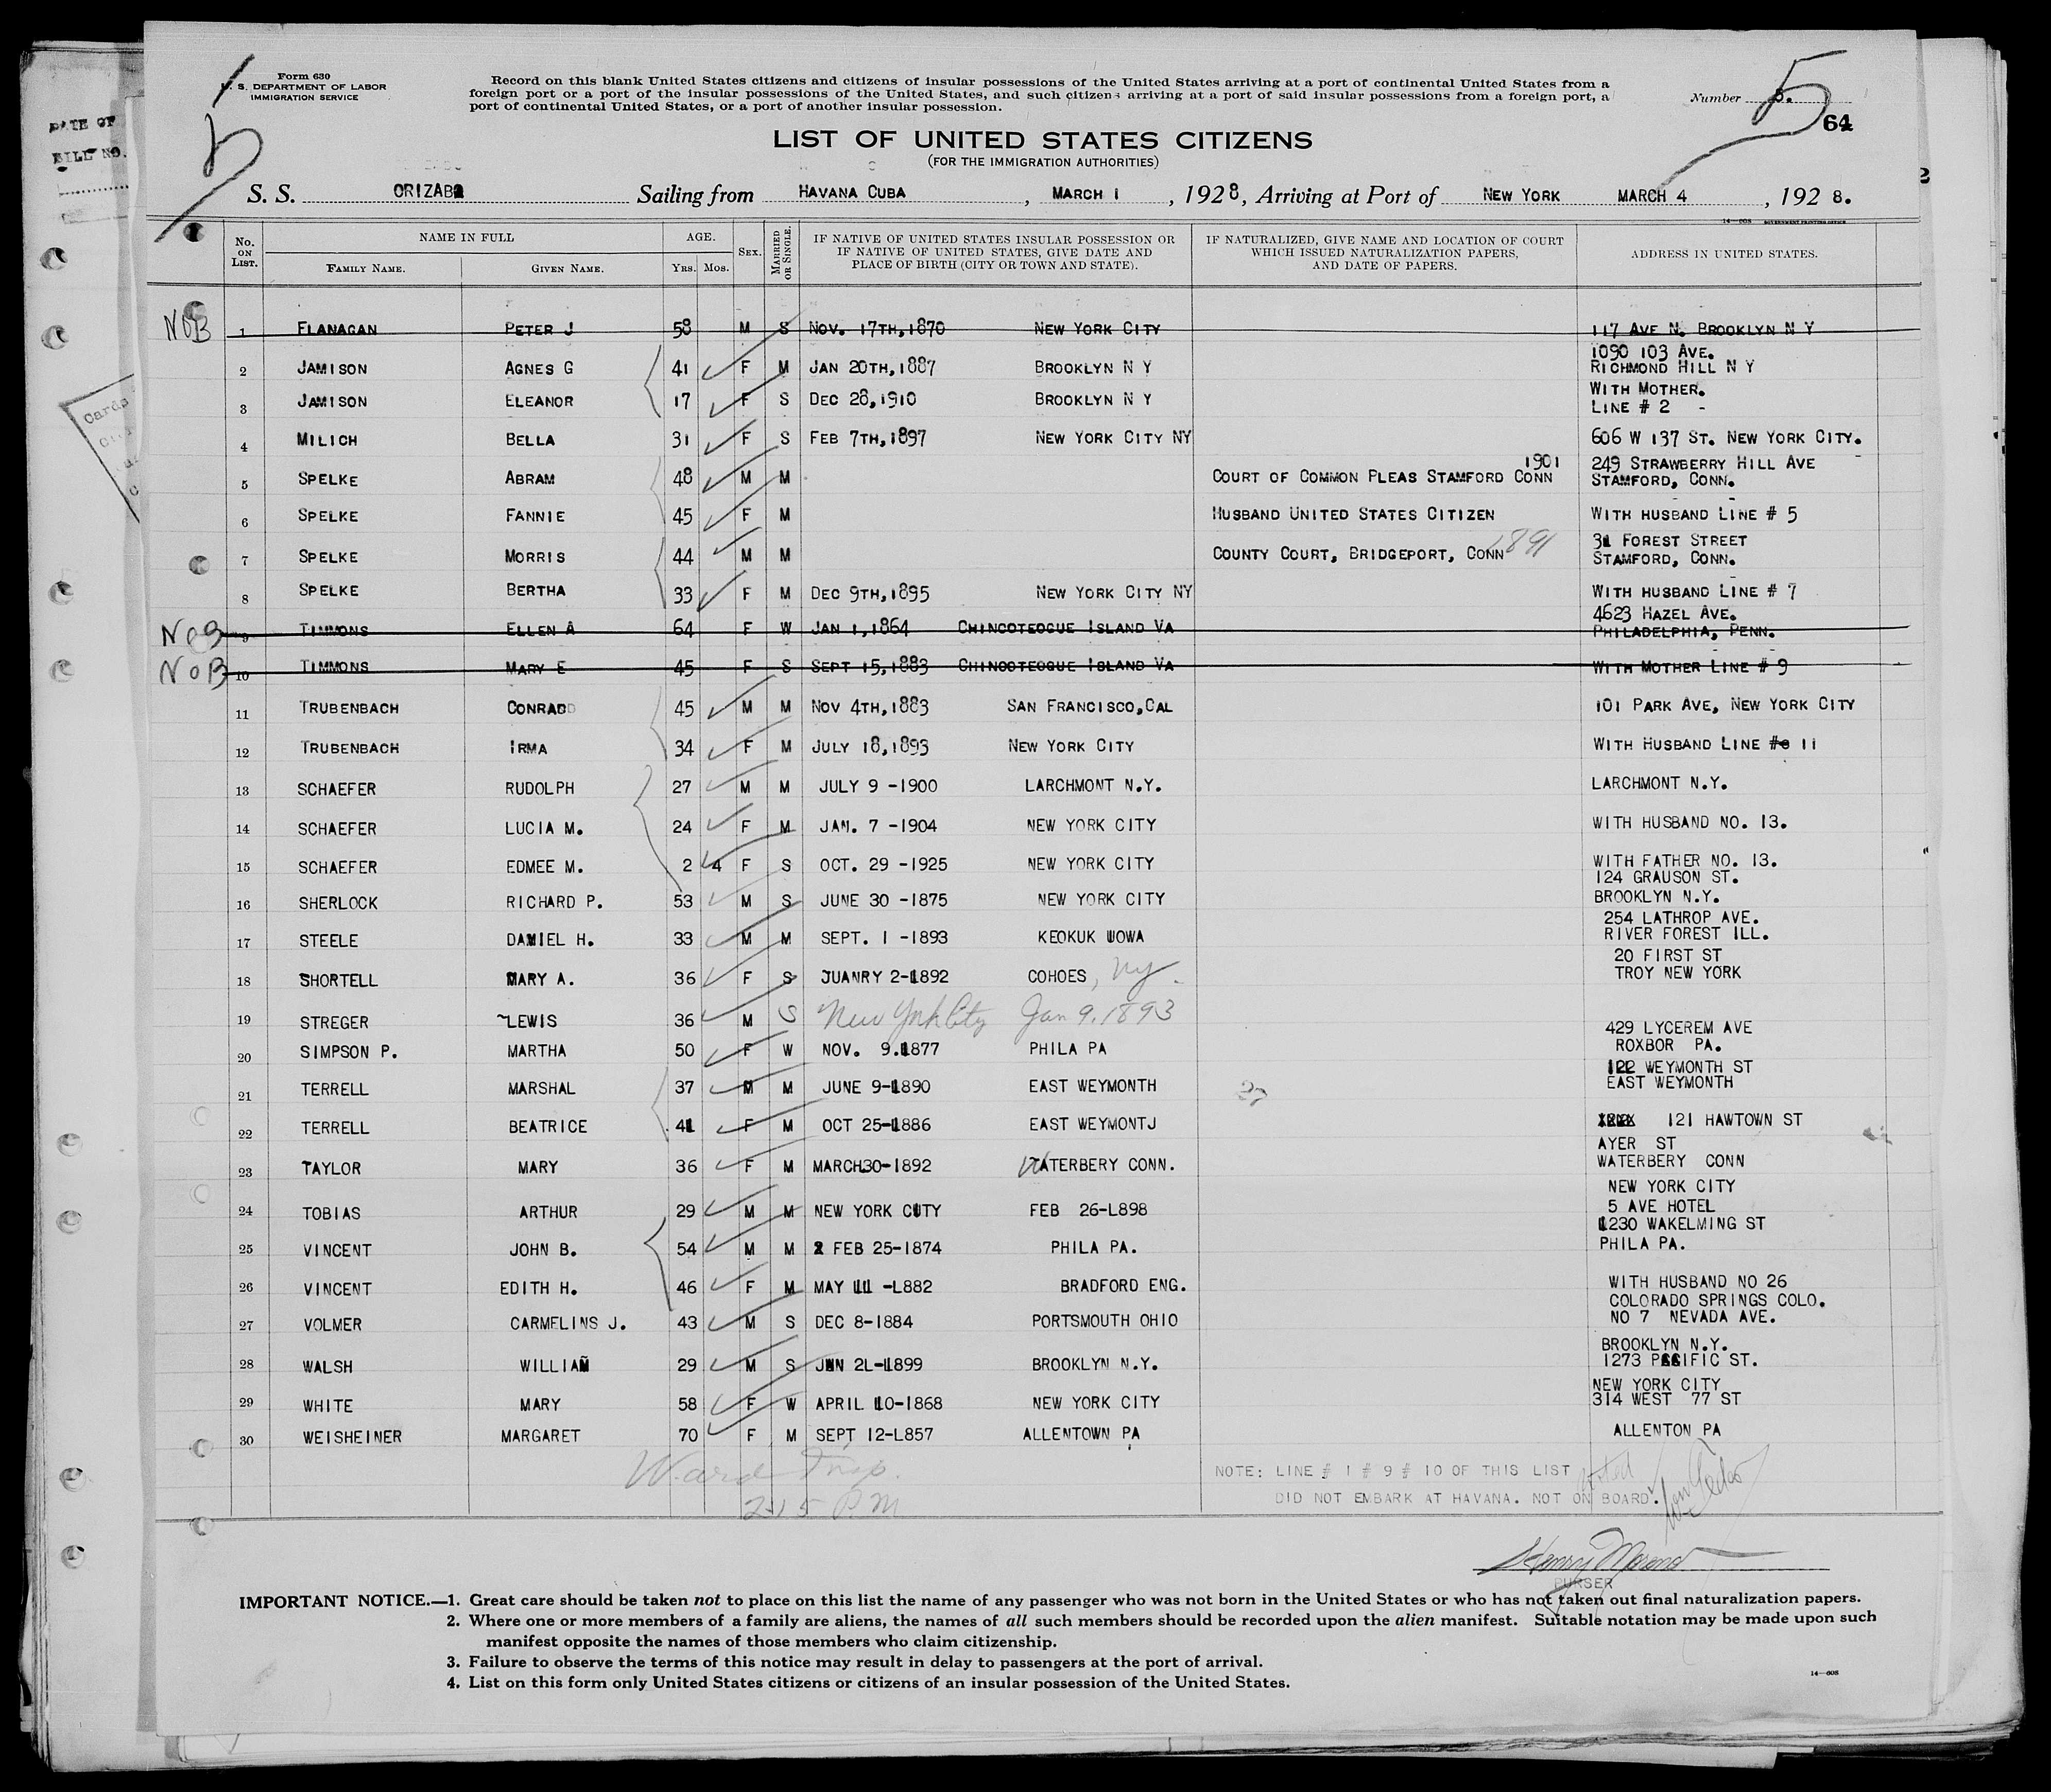 Form 630
U. S. DEPARTMENT OF LABOR
IMMIGRATION SERVICE
Record on this blank United States citizens and citizens of insular possessions of the United States arriving at a port of continental United States from a
foreign port or a port of the insular possessions of the United States, and such citizens arriving at a port of said insular possessions from a foreign port, a
port of continental United States, or a port of another insular possession.
Number 5.
5
64
LIST OF UNITED STATES CITIZENS
(FOR THE IMMIGRATION AUTHORITIES)
S. S. ORIZABA Sailing from HAVANA CUBA, MARCH 1, 1928, Arriving at Port of NEW YORK MARCH 4, 1928.
14—608 GOVERNMENT PRINTING OFFICE
No. ON LIST. NAME IN FULL FAMILY NAME. GIVEN NAME. AGE. YRS. MOS. SEX. MARRIED OR SINGLE. IF NATIVE OF UNITED STATES INSULAR POSSESSION OR IF NATIVE OF UNITED STATES, GIVE DATE AND PLACE OF BIRTH (CITY OR TOWN AND STATE). IF NATURALIZED, GIVE NAME AND LOCATION OF COURT WHICH ISSUED NATURALIZATION PAPERS, AND DATE OF PAPERS. ADDRESS IN UNITED STATES.
NOB 1 FLANAGAN PETER J 58 M S NOV. 17TH,1870 NEW YORK CITY 117 AVE N. BROOKLYN N Y
2 JAMISON AGNES G 41 F M JAN 20TH,1887 BROOKLYN N Y 1090 103 AVE. RICHMOND HILL N Y
3 JAMISON ELEANOR 17 F S DEC 28,1910 BROOKLYN N Y WITH MOTHER. LINE # 2 -
4 MILICH BELLA 31 F S FEB 7TH,1897 NEW YORK CITY NY 606 W 137 ST. NEW YORK CITY.
5 SPELKE ABRAM 48 M M COURT OF COMMON PLEAS STAMFORD CONN 1901 249 STRAWBERRY HILL AVE STAMFORD, CONN.
6 SPELKE FANNIE 45 F M HUSBAND UNITED STATES CITIZEN WITH HUSBAND LINE # 5
7 SPELKE MORRIS 44 M M COUNTY COURT, BRIDGEPORT, CONN 1891 31 FOREST STREET STAMFORD, CONN.
8 SPELKE BERTHA 33 F M DEC 9TH,1895 NEW YORK CITY NY WITH HUSBAND LINE # 7
NOB 9 TIMMONS ELLEN A 64 F W JAN 1,1864 CHINCOTEOGUE ISLAND VA 4623 HAZEL AVE. PHILADELPHIA, PENN.
NOB 10 TIMMONS MARY E 45 F S SEPT 15,1883 CHINCOTEOGUE ISLAND VA WITH MOTHER LINE # 9
11 TRUBENBACH CONRAD 45 M M NOV 4TH,1883 SAN FRANCISCO,CAL 101 PARK AVE, NEW YORK CITY
12 TRUBENBACH IRMA 34 F M JULY 18,1893 NEW YORK CITY WITH HUSBAND LINE # 11
13 SCHAEFER RUDOLPH 27 M M JULY 9 -1900 LARCHMONT N.Y. LARCHMONT N.Y.
14 SCHAEFER LUCIA M. 24 F M JAN. 7 -1904 NEW YORK CITY WITH HUSBAND NO. 13.
15 SCHAEFER EDMEE M. 2 4 F S OCT. 29 -1925 NEW YORK CITY WITH FATHER NO. 13.
16 SHERLOCK RICHARD P. 53 M S JUNE 30 -1875 NEW YORK CITY 124 GRAUSON ST. BROOKLYN N.Y.
17 STEELE DAMIEL H. 33 M M SEPT. 1 -1893 KEOKUK IOWA 254 LATHROP AVE. RIVER FOREST ILL.
18 SHORTELL MARY A. 36 F S JUANRY 2-1892 COHOES, Ny. 20 FIRST ST TROY NEW YORK
19 STREGER LEWIS 36 M S New York City Jan 9, 1893
20 SIMPSON P. MARTHA 50 F W NOV. 9.1877 PHILA PA 429 LYCEREM AVE ROXBOR PA.
21 TERRELL MARSHAL 37 M M JUNE 9-1890 EAST WEYMONTH 122 WEYMONTH ST EAST WEYMONTH
22 TERRELL BEATRICE 41 F M OCT 25-1886 EAST WEYMONTJ 121 HAWTOWN ST
23 TAYLOR MARY 36 F M MARCH30-1892 WATERBERY CONN. AYER ST WATERBERY CONN
24 TOBIAS ARTHUR 29 M M NEW YORK CITY FEB 26-L898 NEW YORK CITY 5 AVE HOTEL
25 VINCENT JOHN B. 54 M M FEB 25-1874 PHILA PA. 1230 WAKELMING ST PHILA PA.
26 VINCENT EDITH H. 46 F M MAY 11 -L882 BRADFORD ENG. WITH HUSBAND NO 26
27 VOLMER CARMELINS J. 43 M S DEC 8-1884 PORTSMOUTH OHIO COLORADO SPRINGS COLO. NO 7 NEVADA AVE.
28 WALSH WILLIAM 29 M S JUN 2L-1899 BROOKLYN N.Y. BROOKLYN N.Y. 1273 PACIFIC ST.
29 WHITE MARY 58 F W APRIL 10-1868 NEW YORK CITY NEW YORK CITY 314 WEST 77 ST
30 WEISHEINER MARGARET 70 F M SEPT 12-L857 ALLENTOWN PA ALLENTON PA
Ward Insp.
2-15 P M
NOTE: LINE # 1 # 9 # 10 OF THIS LIST
DID NOT EMBARK AT HAVANA. NOT ON BOARD.
Noted
PURSER
IMPORTANT NOTICE.—1. Great care should be taken not to place on this list the name of any passenger who was not born in the United States or who has not taken out final naturalization papers.
2. Where one or more members of a family are aliens, the names of all such members should be recorded upon the alien manifest. Suitable notation may be made upon such
manifest opposite the names of those members who claim citizenship.
3. Failure to observe the terms of this notice may result in delay to passengers at the port of arrival.
4. List on this form only United States citizens or citizens of an insular possession of the United States.
14—608